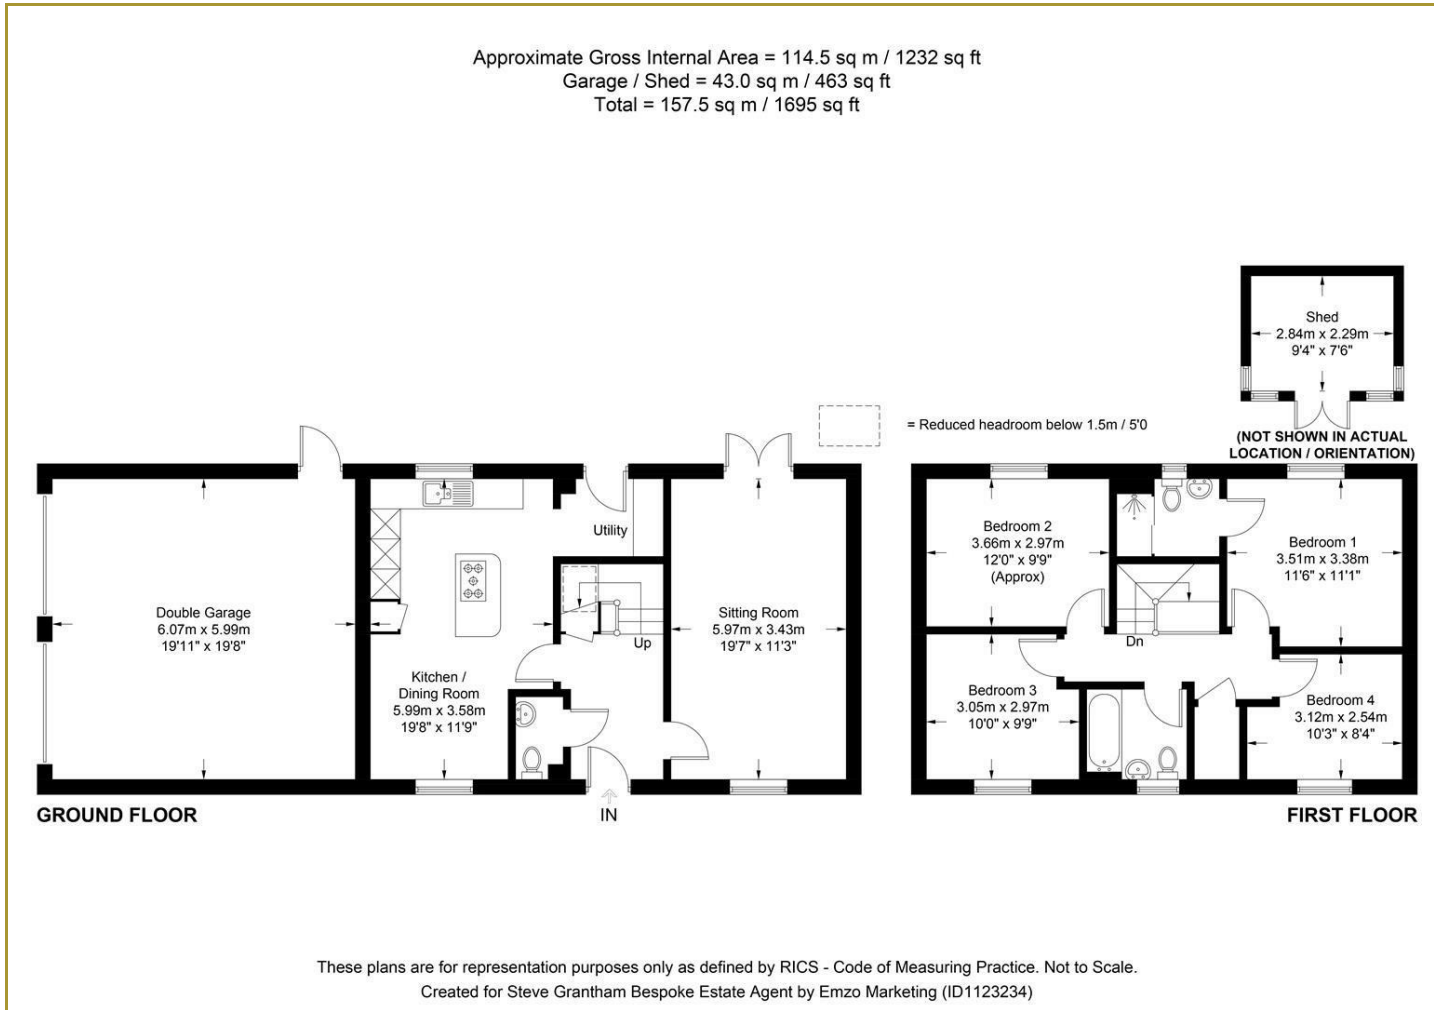 Approximate Gross Internal Area = 114.5 sq m / 1232 sq ft
Garage / Shed = 43.0 sq m / 463 sq ft
Total = 157.5 sq m / 1695 sq ft
Shed
2.84m x 2.29m
9'4" x 7'6"
(NOT SHOWN IN ACTUAL
LOCATION / ORIENTATION)
= Reduced headroom below 1.5m / 5'0
Double Garage
6.07m x 5.99m
19'11" x 19'8"
Kitchen /
Dining Room
5.99m x 3.58m
19'8" x 11'9"
Utility
Up
Sitting Room
5.97m x 3.43m
19'7" x 11'3"
IN
GROUND FLOOR
Bedroom 2
3.66m x 2.97m
12'0" x 9'9"
(Approx)
Bedroom 1
3.51m x 3.38m
11'6" x 11'1"
Dn
Bedroom 3
3.05m x 2.97m
10'0" x 9'9"
Bedroom 4
3.12m x 2.54m
10'3" x 8'4"
FIRST FLOOR
These plans are for representation purposes only as defined by RICS - Code of Measuring Practice. Not to Scale.
Created for Steve Grantham Bespoke Estate Agent by Emzo Marketing (ID1123234)